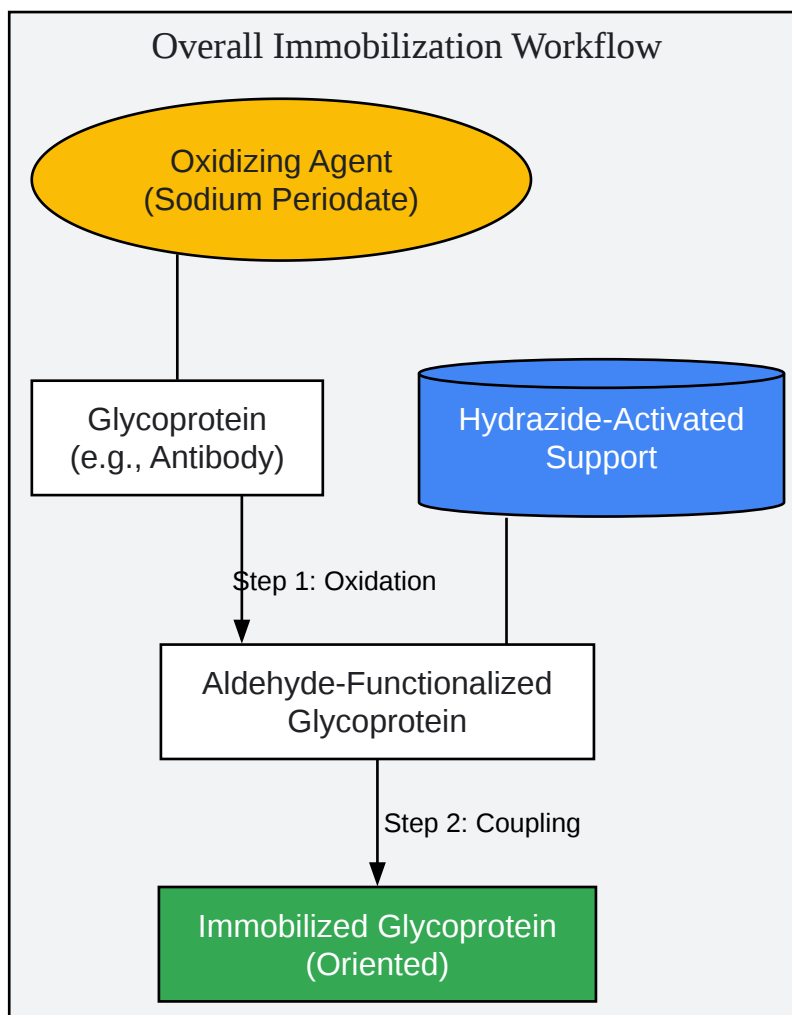 Overall Immobilization Workflow
Oxidizing Agent
(Sodium Periodate)
Glycoprotein
(e.g., Antibody)
Hydrazide-Activated
Support
Step 1: Oxidation
Aldehyde-Functionalized
Glycoprotein
Step 2: Coupling
Immobilized Glycoprotein
(Oriented)